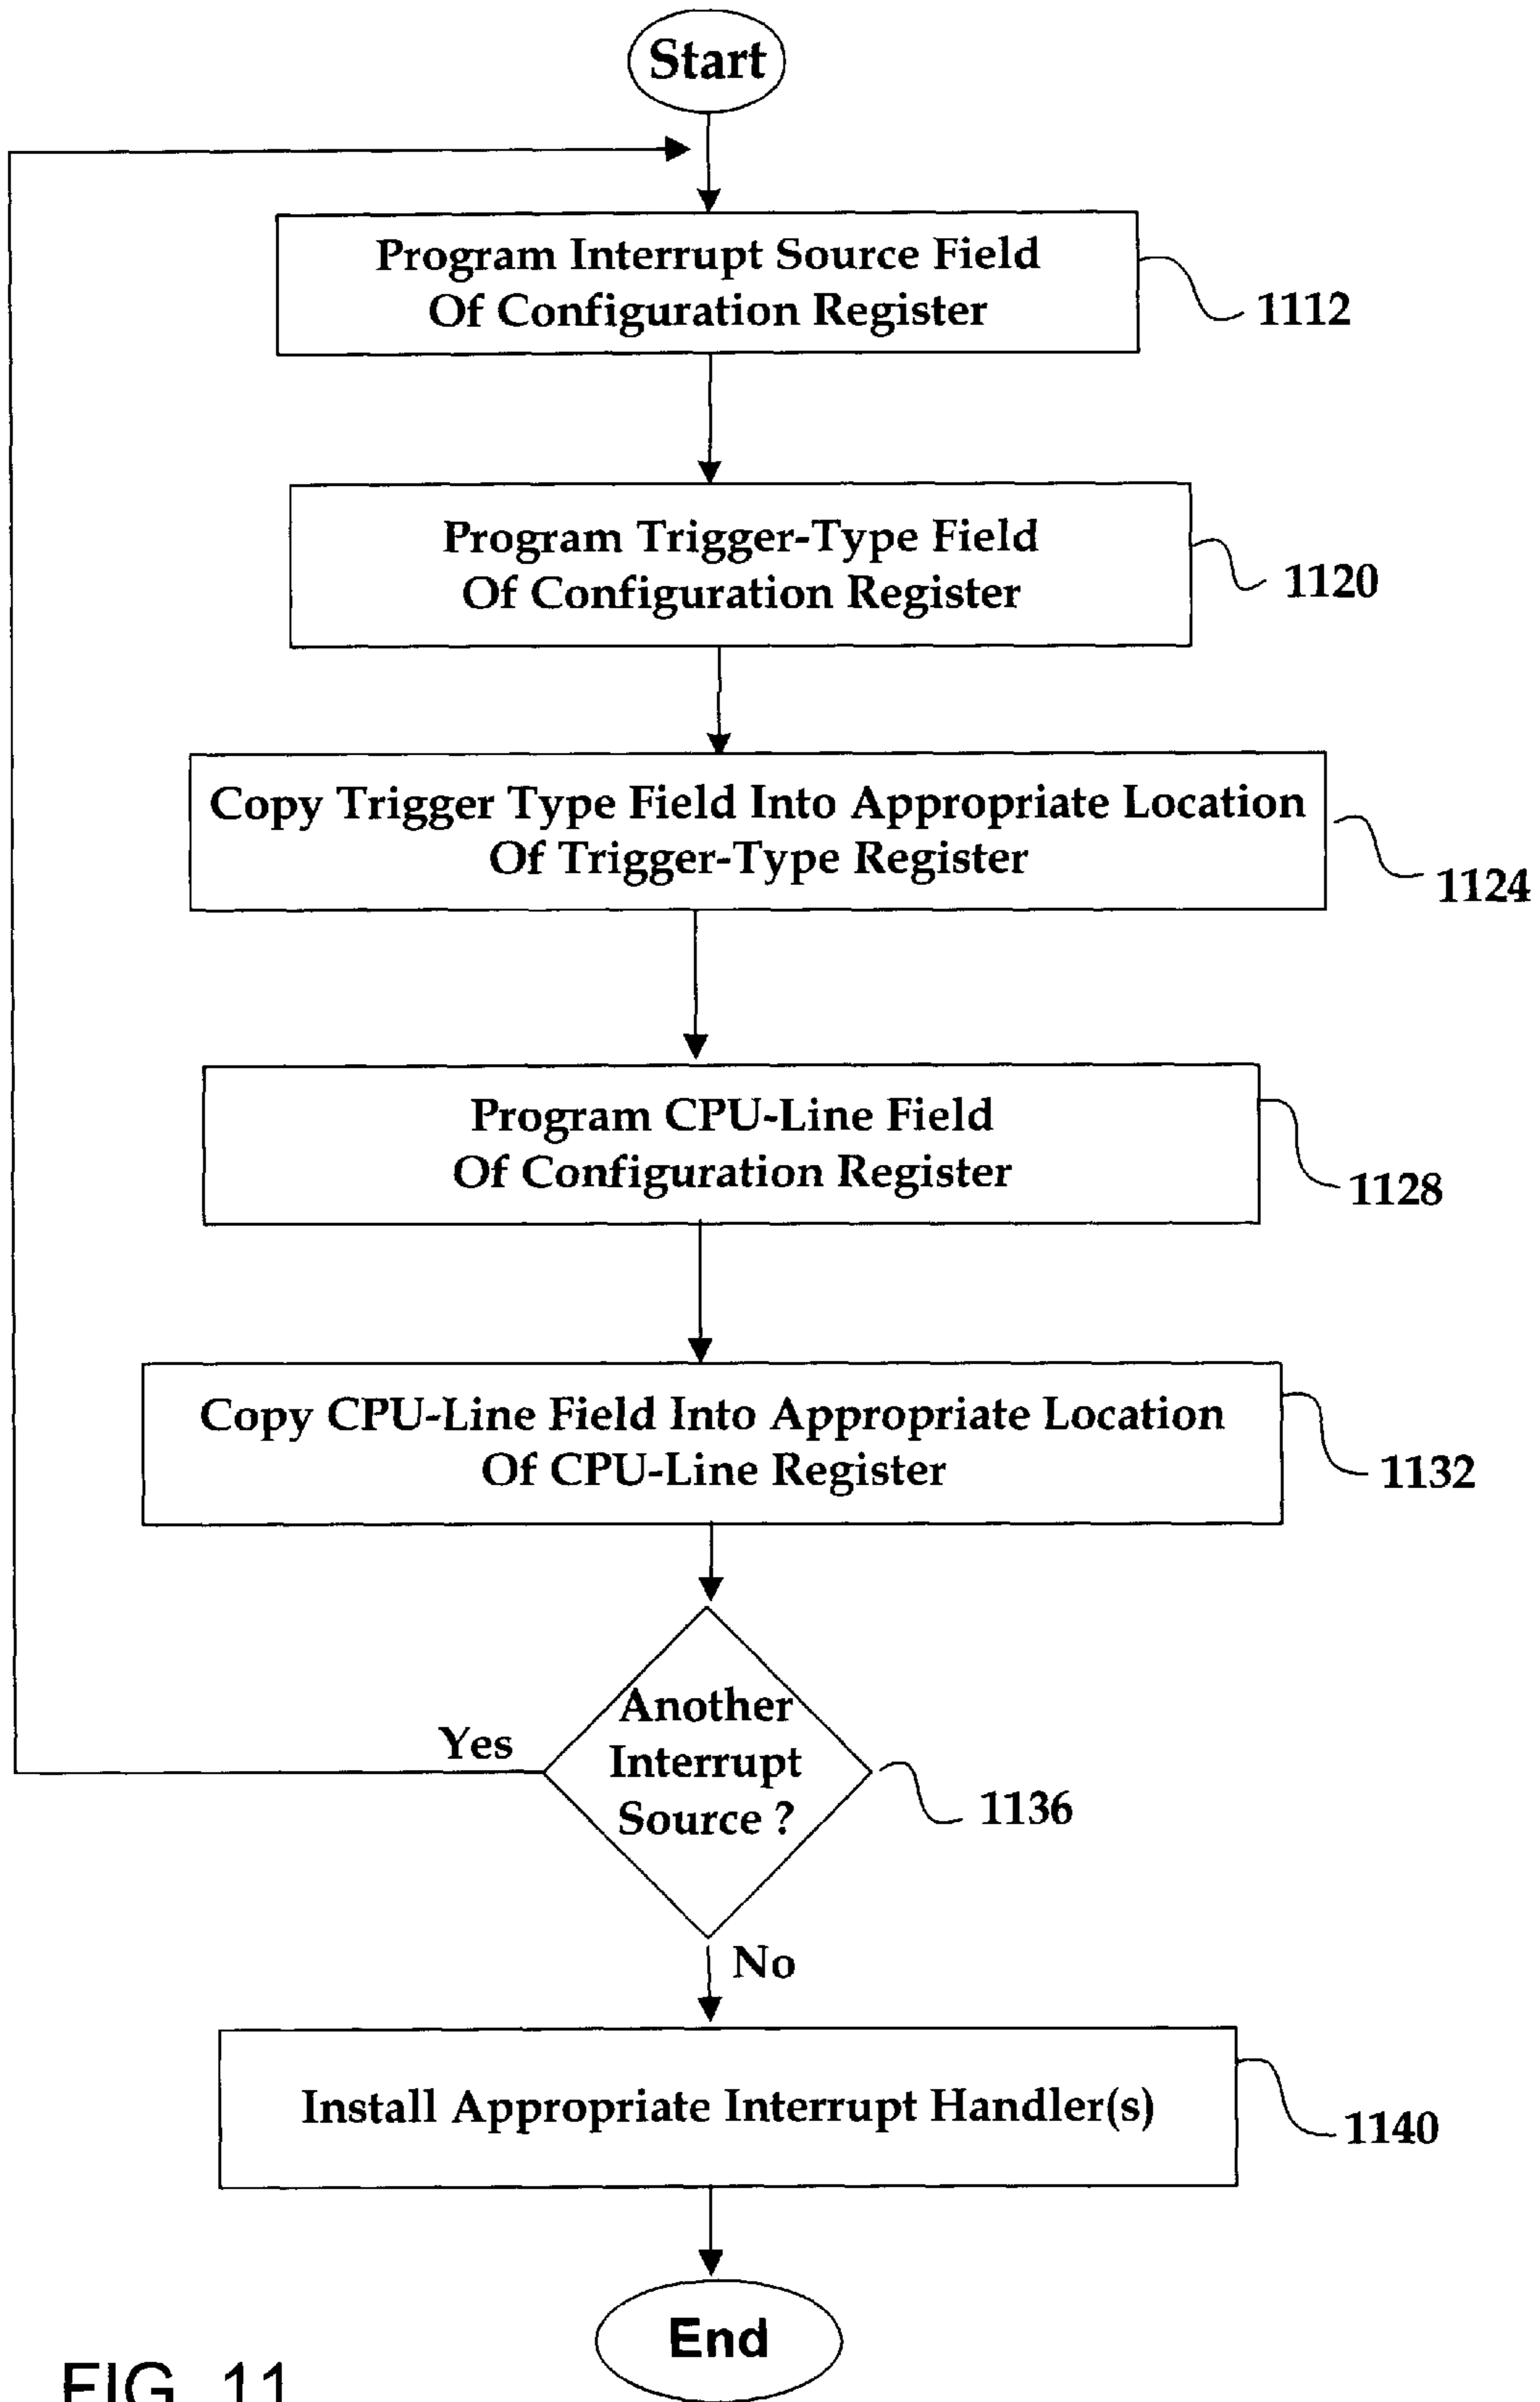 Start
Program Interrupt Source Field
Of Configuration Register
1112
Program Trigger-Type Field
Of Configuration Register
1120
Copy Trigger Type Field Into Appropriate Location
Of Trigger-Type Register
1124
Program CPU-Line Field
Of Configuration Register
1128
Copy CPU-Line Field Into Appropriate Location
Of CPU-Line Register
1132
Another
Interrupt
Source ?
Yes
1136
No
Install Appropriate Interrupt Handler(s)
1140
End
FIG. 11